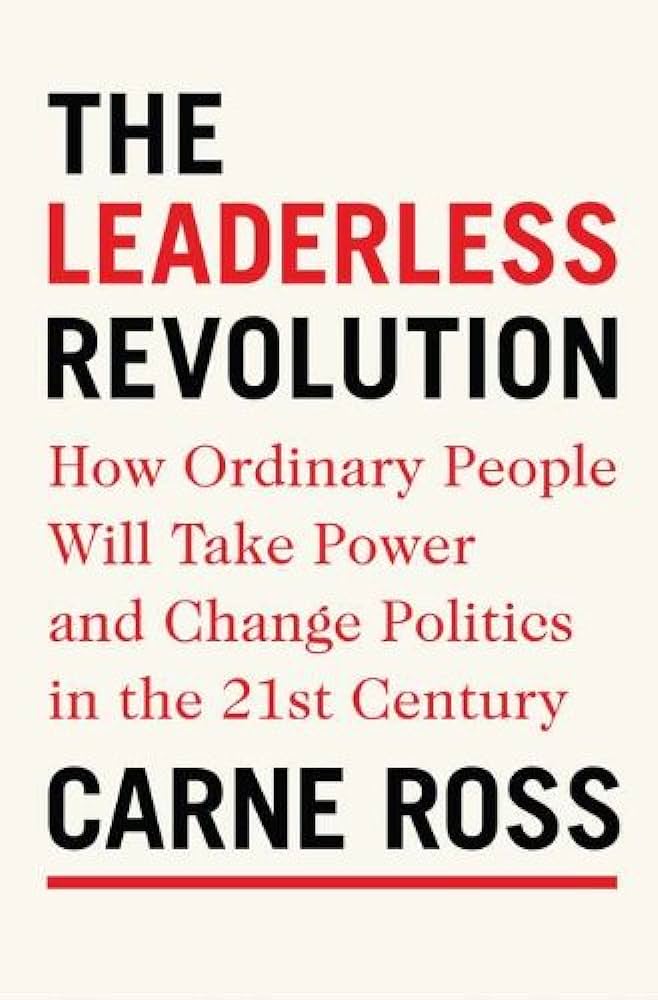 THE
LEADERLESS
REVOLUTION
How Ordinary People
Will Take Power
and Change Politics
in the 21st Century
CARNE ROSS